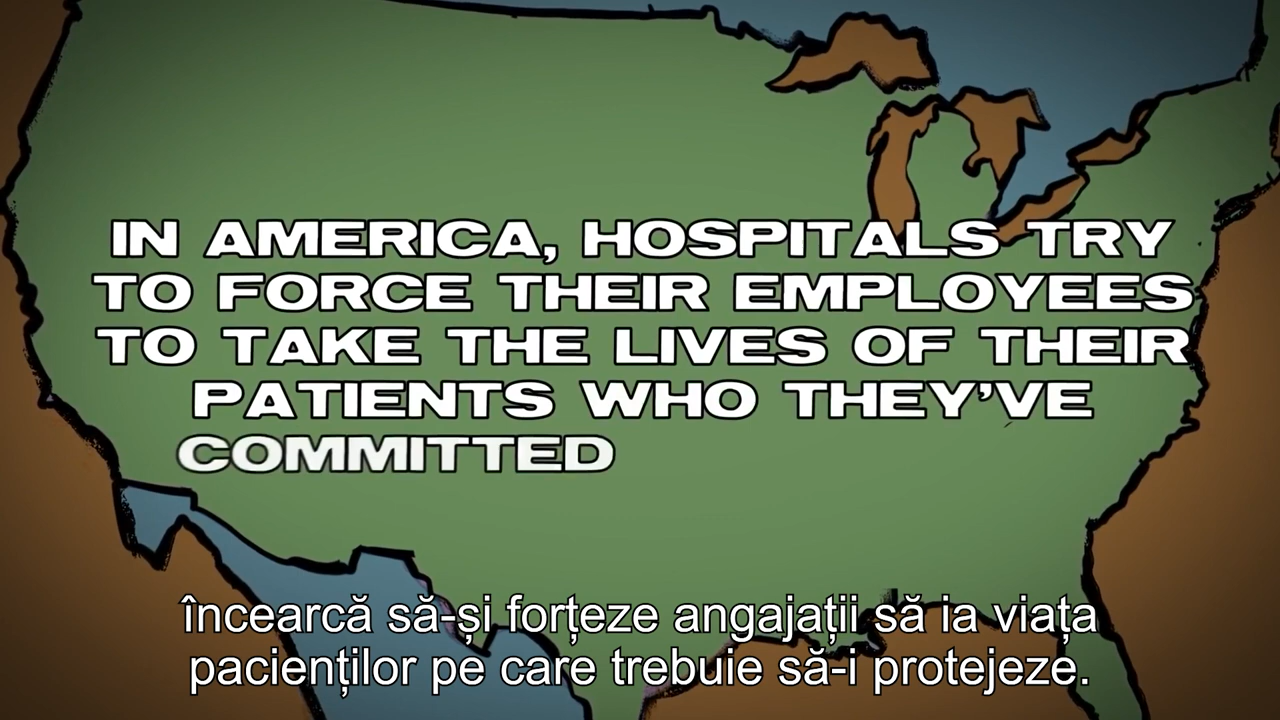 IN AMERICA, HOSPITALS TRY
TO FORCE THEIR EMPLOYEES
TO TAKE THE LIVES OF THEIR
PATIENTS WHO THEY'VE
COMMITTED
încearcă să-și forțeze angajații să ia viața
pacienților pe care trebuie să-i protejeze.